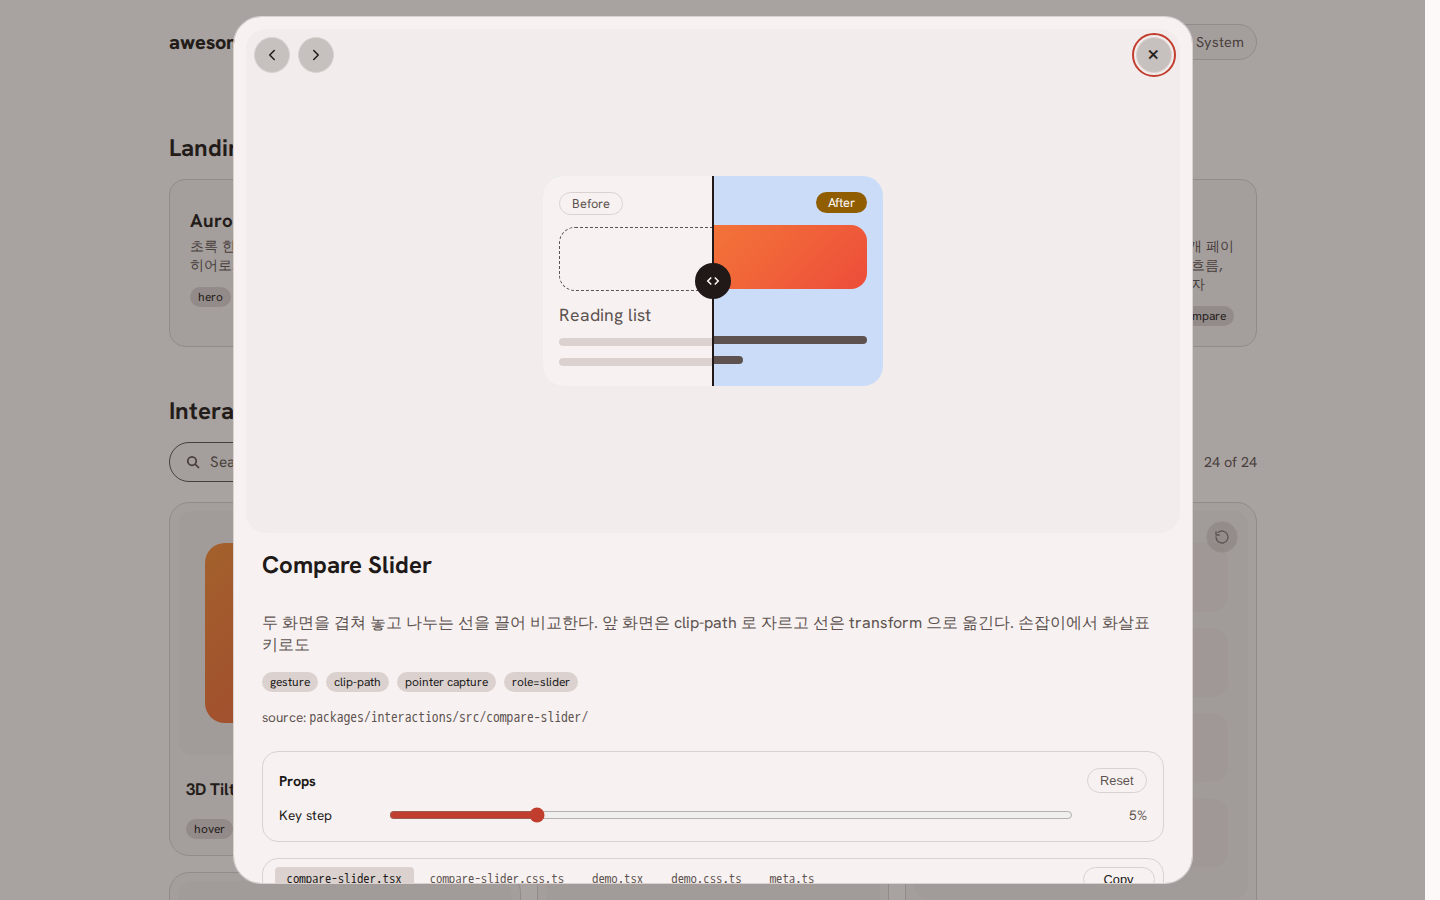 System
Before
After
Reading list
hero
24 of 24
Compare Slider
두 화면을 겹쳐 놓고 나누는 선을 끌어 비교한다. 앞 화면은 clip-path 로 자르고 선은 transform 으로 옮긴다. 손잡이에서 화살표
키로도
gesture
clip-path
pointer capture
role=slider
source: packages/interactions/src/compare-slider/
Props
Reset
Key step
5%
hover
compare-slider.tsx
compare-slider.css.ts
demo.tsx
demo.css.ts
meta.ts
Copy